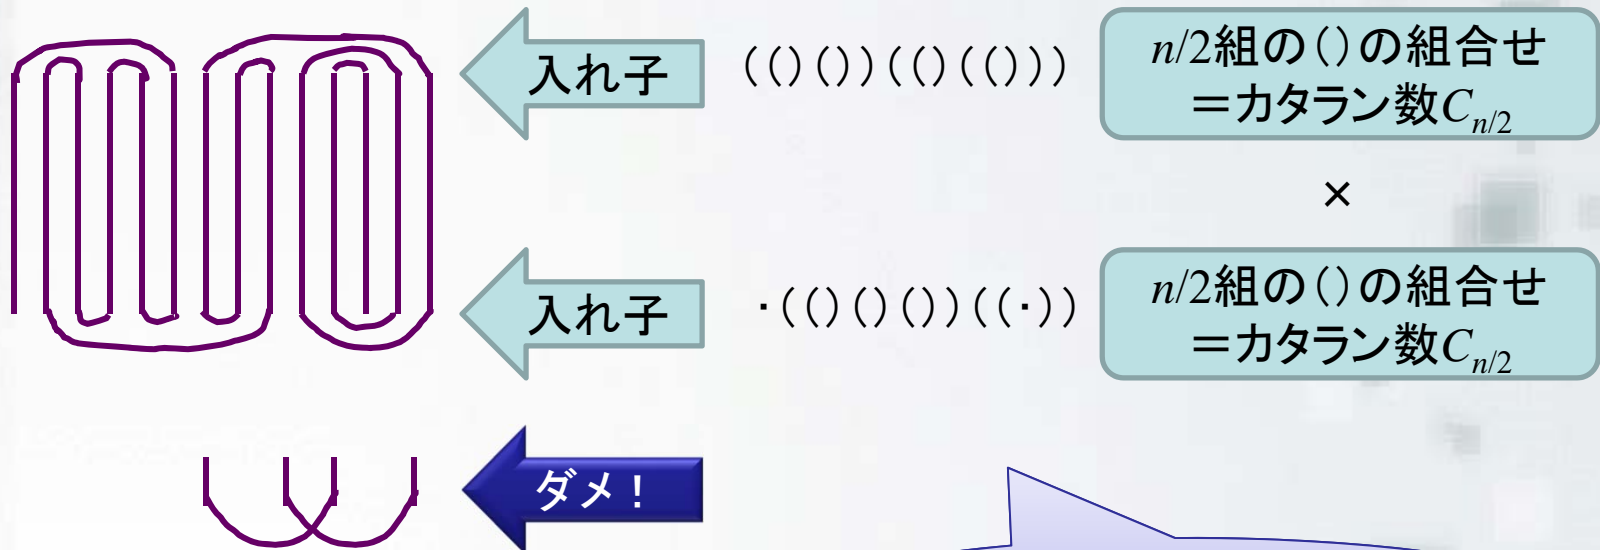 入れ子
(()())(()(()))
n/2組の()の組合せ
＝カタラン数C_{n/2}
×
入れ子
·(()()())((·))
n/2組の()の組合せ
＝カタラン数C_{n/2}
ダメ！